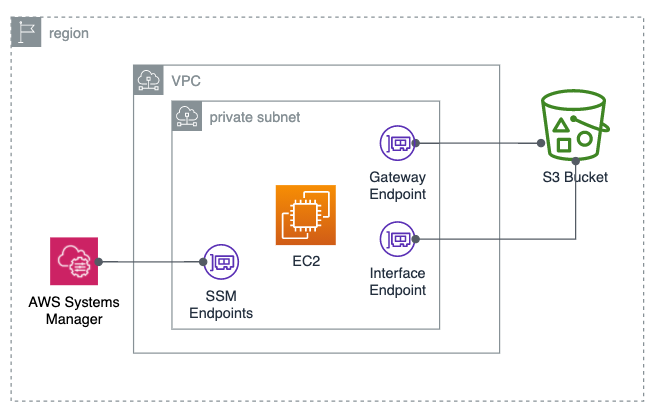 region
VPC
private subnet
Gateway
Endpoint
S3 Bucket
EC2
Interface
Endpoint
AWS Systems
Manager
SSM
Endpoints